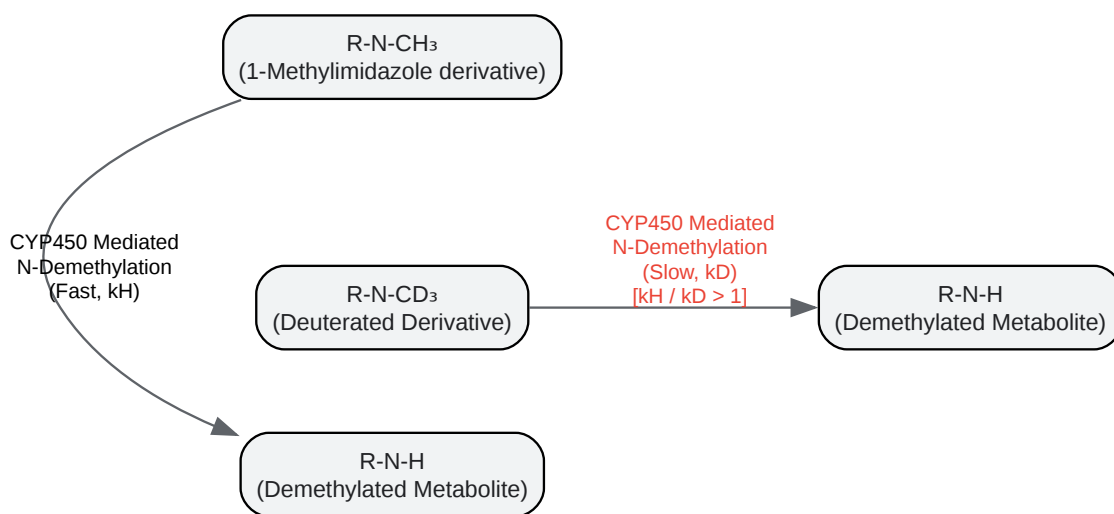 R-N-CH₃
(1-Methylimidazole derivative)
CYP450 Mediated
N-Demethylation
(Fast, kH)
CYP450 Mediated
N-Demethylation
(Slow, kD)
[kH / kD > 1]
R-N-CD₃
(Deuterated Derivative)
R-N-H
(Demethylated Metabolite)
R-N-H
(Demethylated Metabolite)